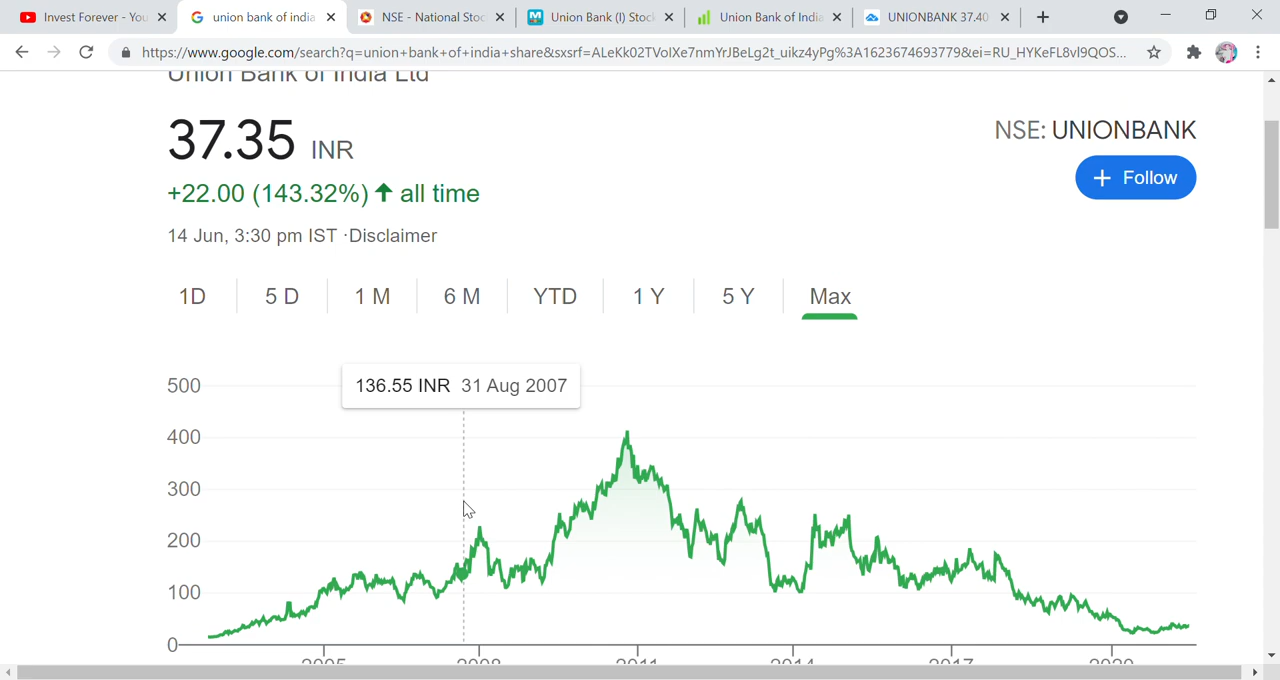 Invest Forever - You
union bank of india
NSE - National Stoc
Union Bank (I) Stoc
Union Bank of India
UNIONBANK 37.40
https://www.google.com/search?q=union+bank+of+india+share&sxsrf=ALeKk02TVolXe7nmYrJBeLg2t_uikz4yPg%3A1623674693779&ei=RU_HYKeFL8vl9QOS...
Union Bank of India Ltd
37.35 INR
NSE: UNIONBANK
+ Follow
+22.00 (143.32%) ↑ all time
14 Jun, 3:30 pm IST ·Disclaimer
1D 5 D 1 M 6 M YTD 1 Y 5 Y Max
136.55 INR 31 Aug 2007
500
400
300
200
100
0
2005 2008 2011 2014 2017 2020